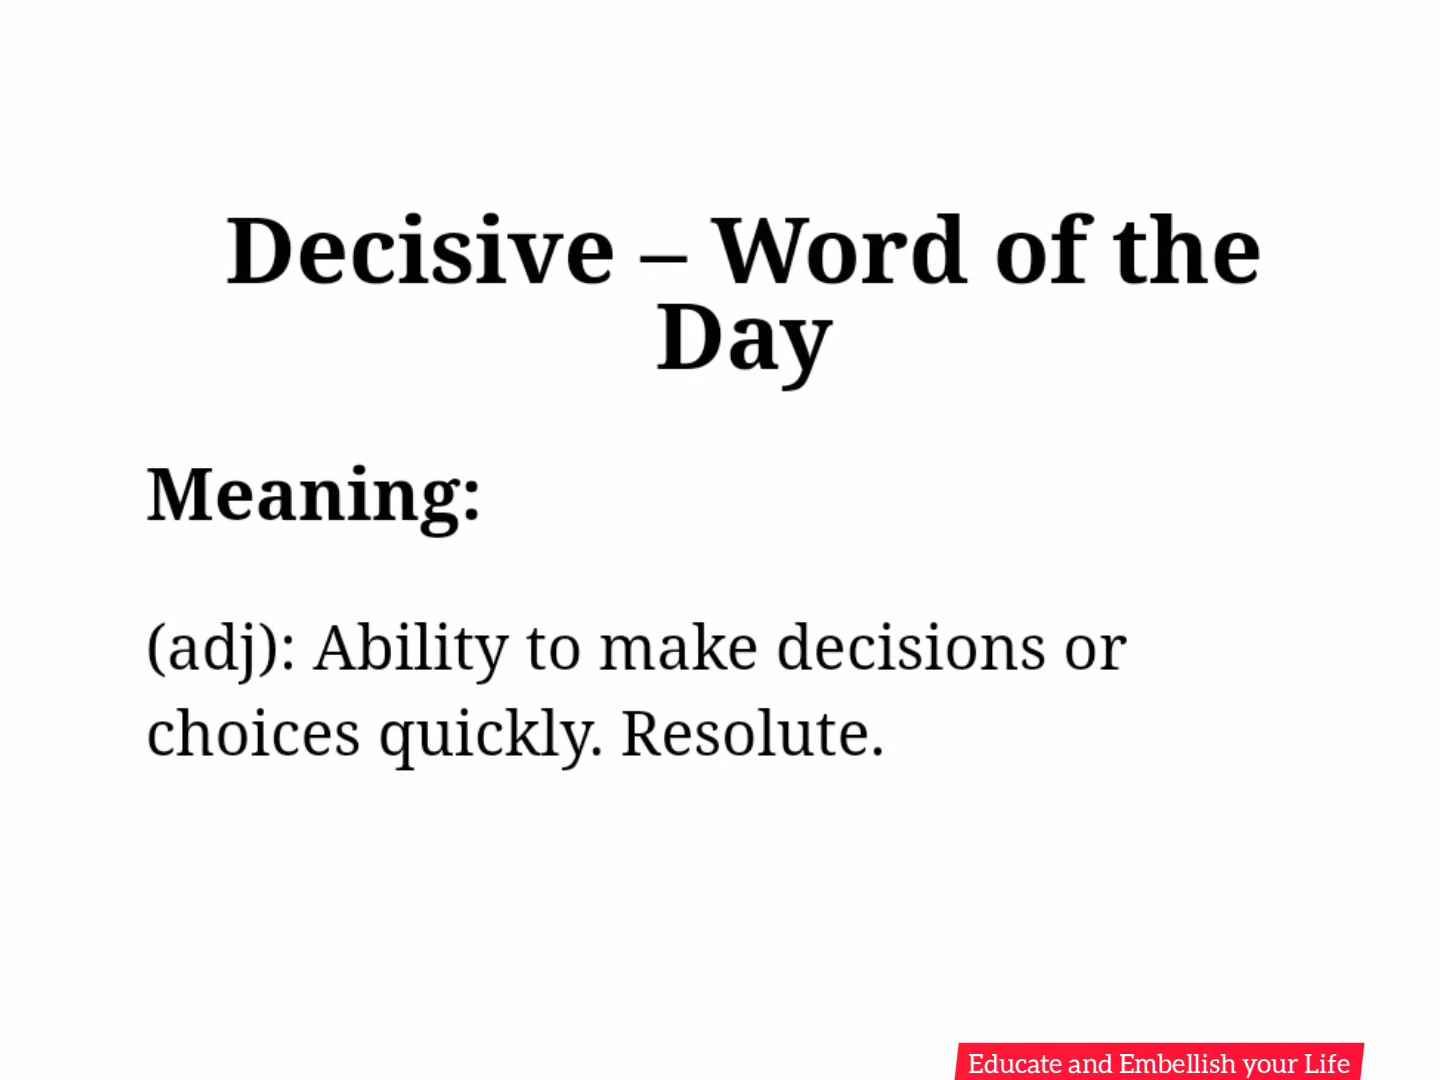 Decisive – Word of the
Day
Meaning:
(adj): Ability to make decisions or
choices quickly. Resolute.
Educate and Embellish your Life